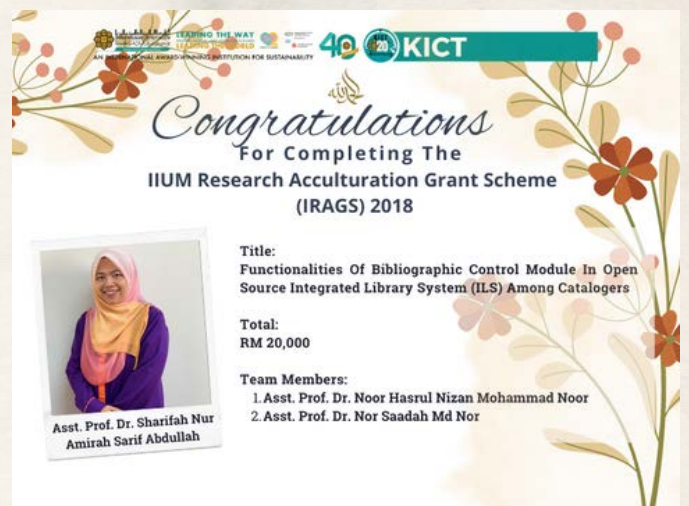 LEADING THE WAY
LEADING THE WORLD
AN INTERNATIONAL AWARD-WINNING INSTITUTION FOR SUSTAINABILITY
KICT
الحمد لله
Congratulations
For Completing The
IIUM Research Acculturation Grant Scheme
(IRAGS) 2018
Title:
Functionalities Of Bibliographic Control Module In Open
Source Integrated Library System (ILS) Among Catalogers
Total:
RM 20,000
Team Members:
1. Asst. Prof. Dr. Noor Hasrul Nizan Mohammad Noor
2. Asst. Prof. Dr. Nor Saadah Md Nor
Asst. Prof. Dr. Sharifah Nur
Amirah Sarif Abdullah